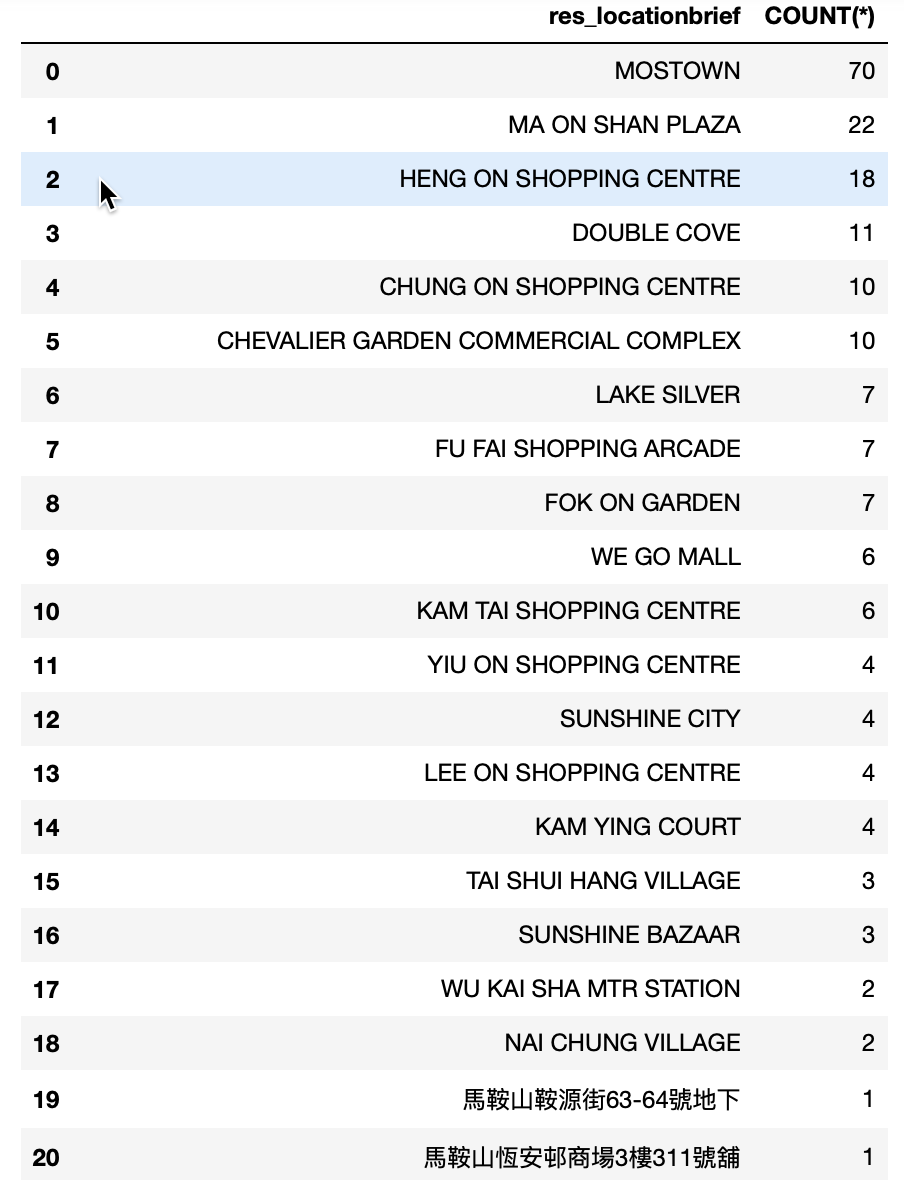 res_locationbrief COUNT(*)
0 MOSTOWN 70
1 MA ON SHAN PLAZA 22
2 HENG ON SHOPPING CENTRE 18
3 DOUBLE COVE 11
4 CHUNG ON SHOPPING CENTRE 10
5 CHEVALIER GARDEN COMMERCIAL COMPLEX 10
6 LAKE SILVER 7
7 FU FAI SHOPPING ARCADE 7
8 FOK ON GARDEN 7
9 WE GO MALL 6
10 KAM TAI SHOPPING CENTRE 6
11 YIU ON SHOPPING CENTRE 4
12 SUNSHINE CITY 4
13 LEE ON SHOPPING CENTRE 4
14 KAM YING COURT 4
15 TAI SHUI HANG VILLAGE 3
16 SUNSHINE BAZAAR 3
17 WU KAI SHA MTR STATION 2
18 NAI CHUNG VILLAGE 2
19 馬鞍山鞍源街63-64號地下 1
20 馬鞍山恆安邨商場3樓311號舖 1